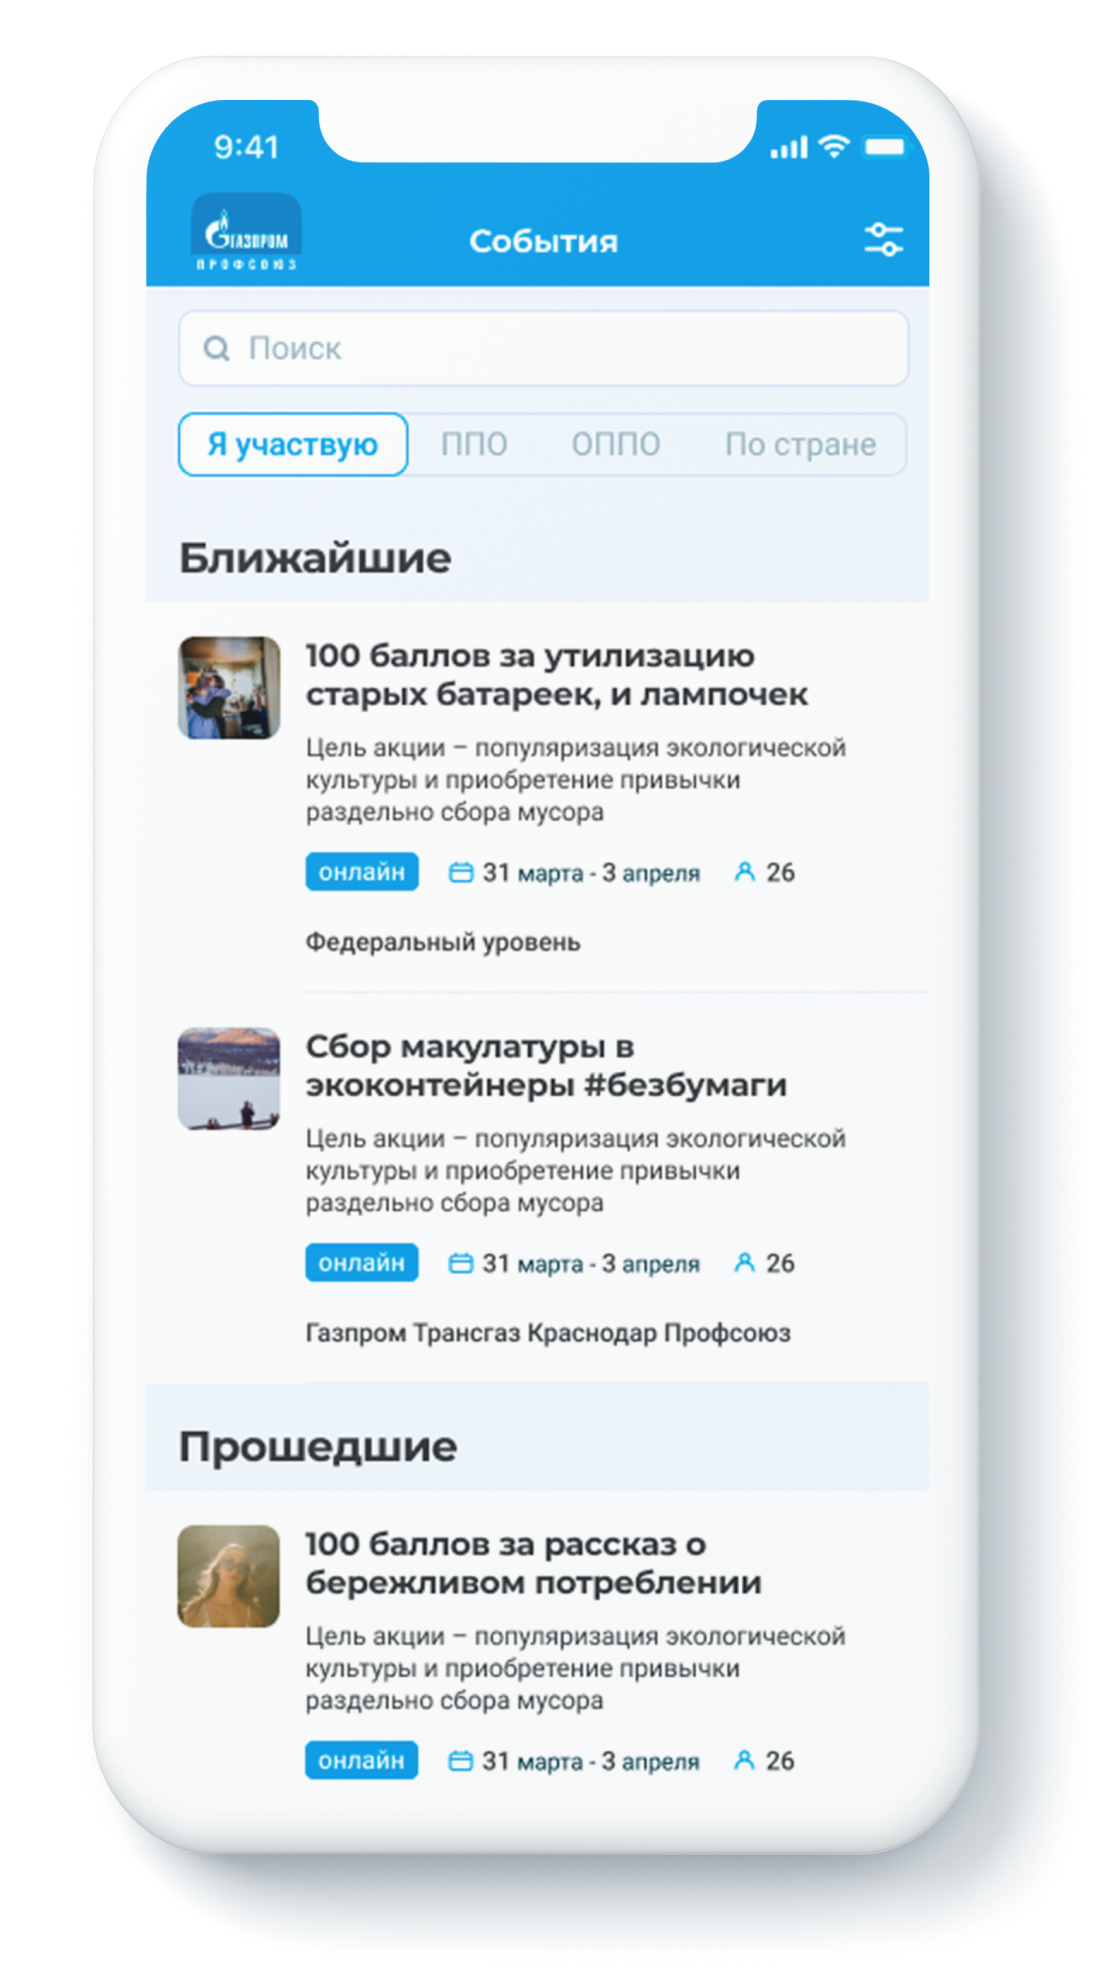 9:41
ГАЗПРОМ
ПРОФСОЮЗ
События
Поиск
Я участвую ППО ОППО По стране
Ближайшие
100 баллов за утилизацию
старых батареек, и лампочек
Цель акции – популяризация экологической
культуры и приобретение привычки
раздельно сбора мусора
онлайн 31 марта - 3 апреля 26
Федеральный уровень
Сбор макулатуры в
экоконтейнеры #безбумаги
Цель акции – популяризация экологической
культуры и приобретение привычки
раздельно сбора мусора
онлайн 31 марта - 3 апреля 26
Газпром Трансгаз Краснодар Профсоюз
Прошедшие
100 баллов за рассказ о
бережливом потреблении
Цель акции – популяризация экологической
культуры и приобретение привычки
раздельно сбора мусора
онлайн 31 марта - 3 апреля 26